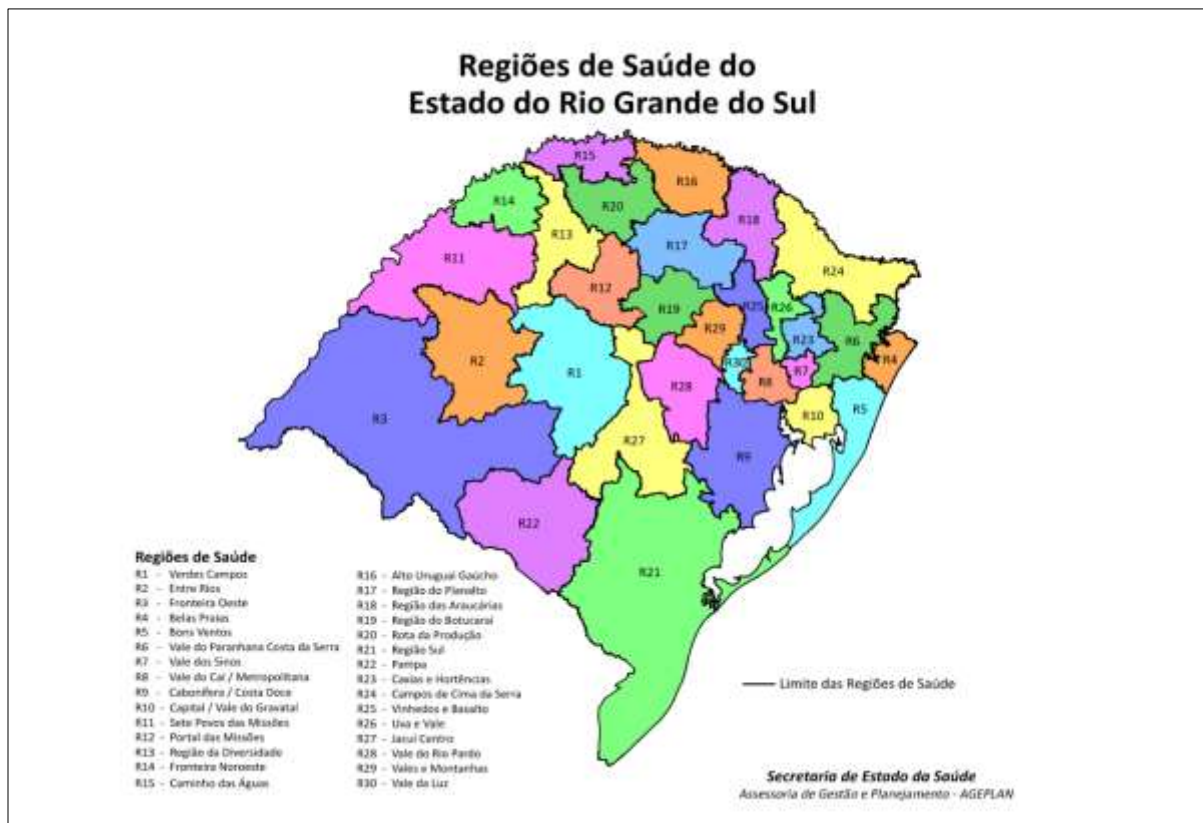 Regiões de Saúde do
Estado do Rio Grande do Sul
R15
R16
R14
R20
R18
R13
R17
R11
R24
R12
R25
R26
R19
R29
R23
R6
R2
R1
R30
R4
R7
R28
R8
R3
R10
R5
R27
R9
R22
R21
Regiões de Saúde
R1 - Verdes Campos
R2 - Entre Rios
R3 - Fronteira Oeste
R4 - Belas Praias
R5 - Bons Ventos
R6 - Vale do Paranhana Costa da Serra
R7 - Vale dos Sinos
R8 - Vale do Caí / Metropolitana
R9 - Cabonífera / Costa Doce
R10 - Capital / Vale do Gravataí
R11 - Sete Povos das Missões
R12 - Portal das Missões
R13 - Região da Diversidade
R14 - Fronteira Noroeste
R15 - Caminho das Águas
R16 - Alto Uruguai Gaúcho
R17 - Região do Planalto
R18 - Região das Araucárias
R19 - Região do Botucaraí
R20 - Rota da Produção
R21 - Região Sul
R22 - Pampa
R23 - Caxias e Hortências
R24 - Campos de Cima da Serra
R25 - Vinhedos e Basalto
R26 - Uva e Vale
R27 - Jacuí Centro
R28 - Vale do Rio Pardo
R29 - Vales e Montanhas
R30 - Vale da Luz
Limite das Regiões de Saúde
Secretaria de Estado da Saúde
Assessoria de Gestão e Planejamento - AGEPLAN